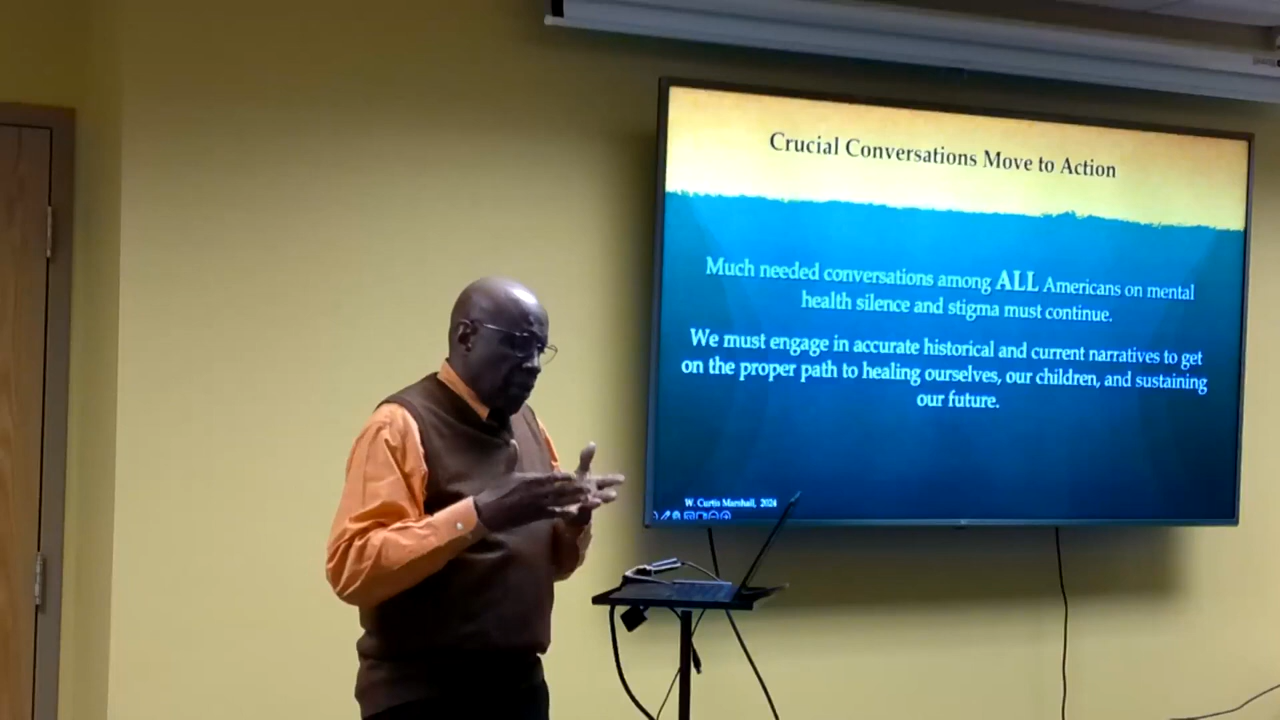 Crucial Conversations Move to Action
Much needed conversations among ALL Americans on mental
health silence and stigma must continue.
We must engage in accurate historical and current narratives to get
on the proper path to healing ourselves, our children, and sustaining
our future.
W. Curtis Marshall, 2024